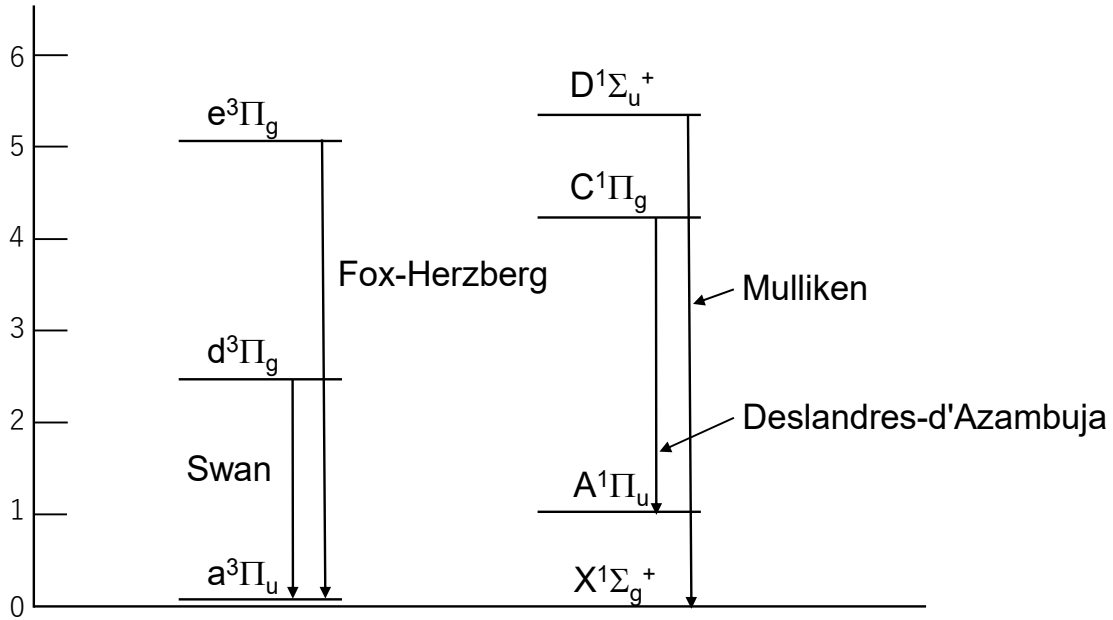 6
D¹Σᵤ⁺
e³Πg
5
C¹Πg
4
Fox-Herzberg
Mulliken
3
d³Πg
2
Deslandres-d'Azambuja
Swan
A¹Πᵤ
1
a³Πᵤ
X¹Σg⁺
0